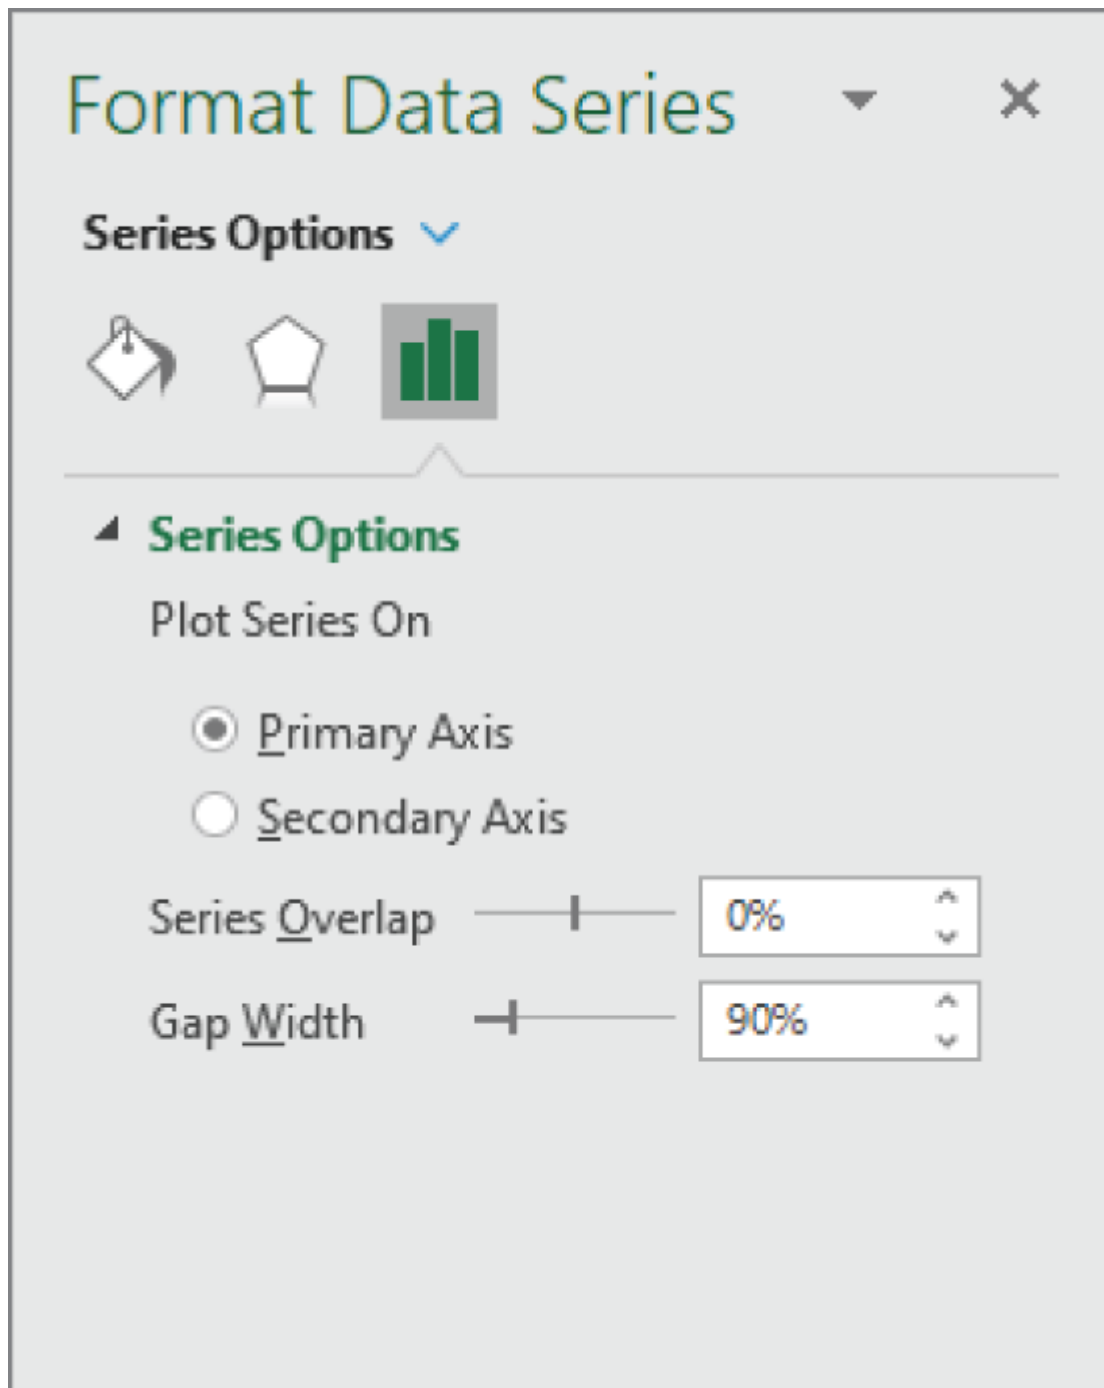 Format Data Series
Series Options
Series Options
Plot Series On
Primary Axis
Secondary Axis
Series Overlap 0%
Gap Width 90%